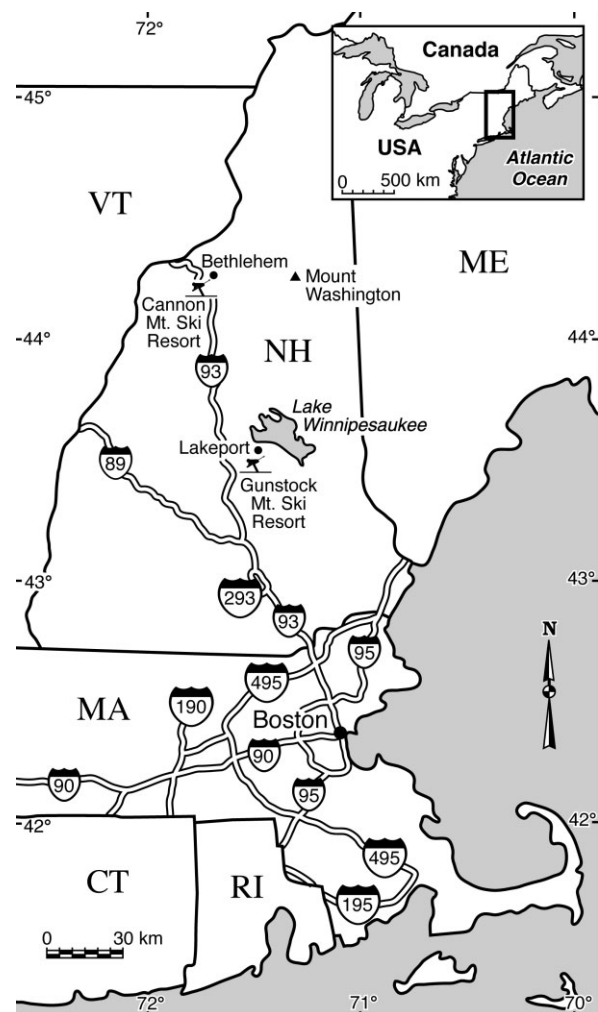 72°
45°
Canada
USA
Atlantic
Ocean
0 500 km
VT
ME
Bethlehem
Mount
Washington
Cannon
Mt. Ski
Resort
44°
44°
NH
93
Lake
Winnipesaukee
Lakeport
89
Gunstock
Mt. Ski
Resort
43°
43°
293
93
95
N
495
190
MA
Boston
90
90
95
42°
42°
495
CT
RI
195
0 30 km
72°
71°
70°